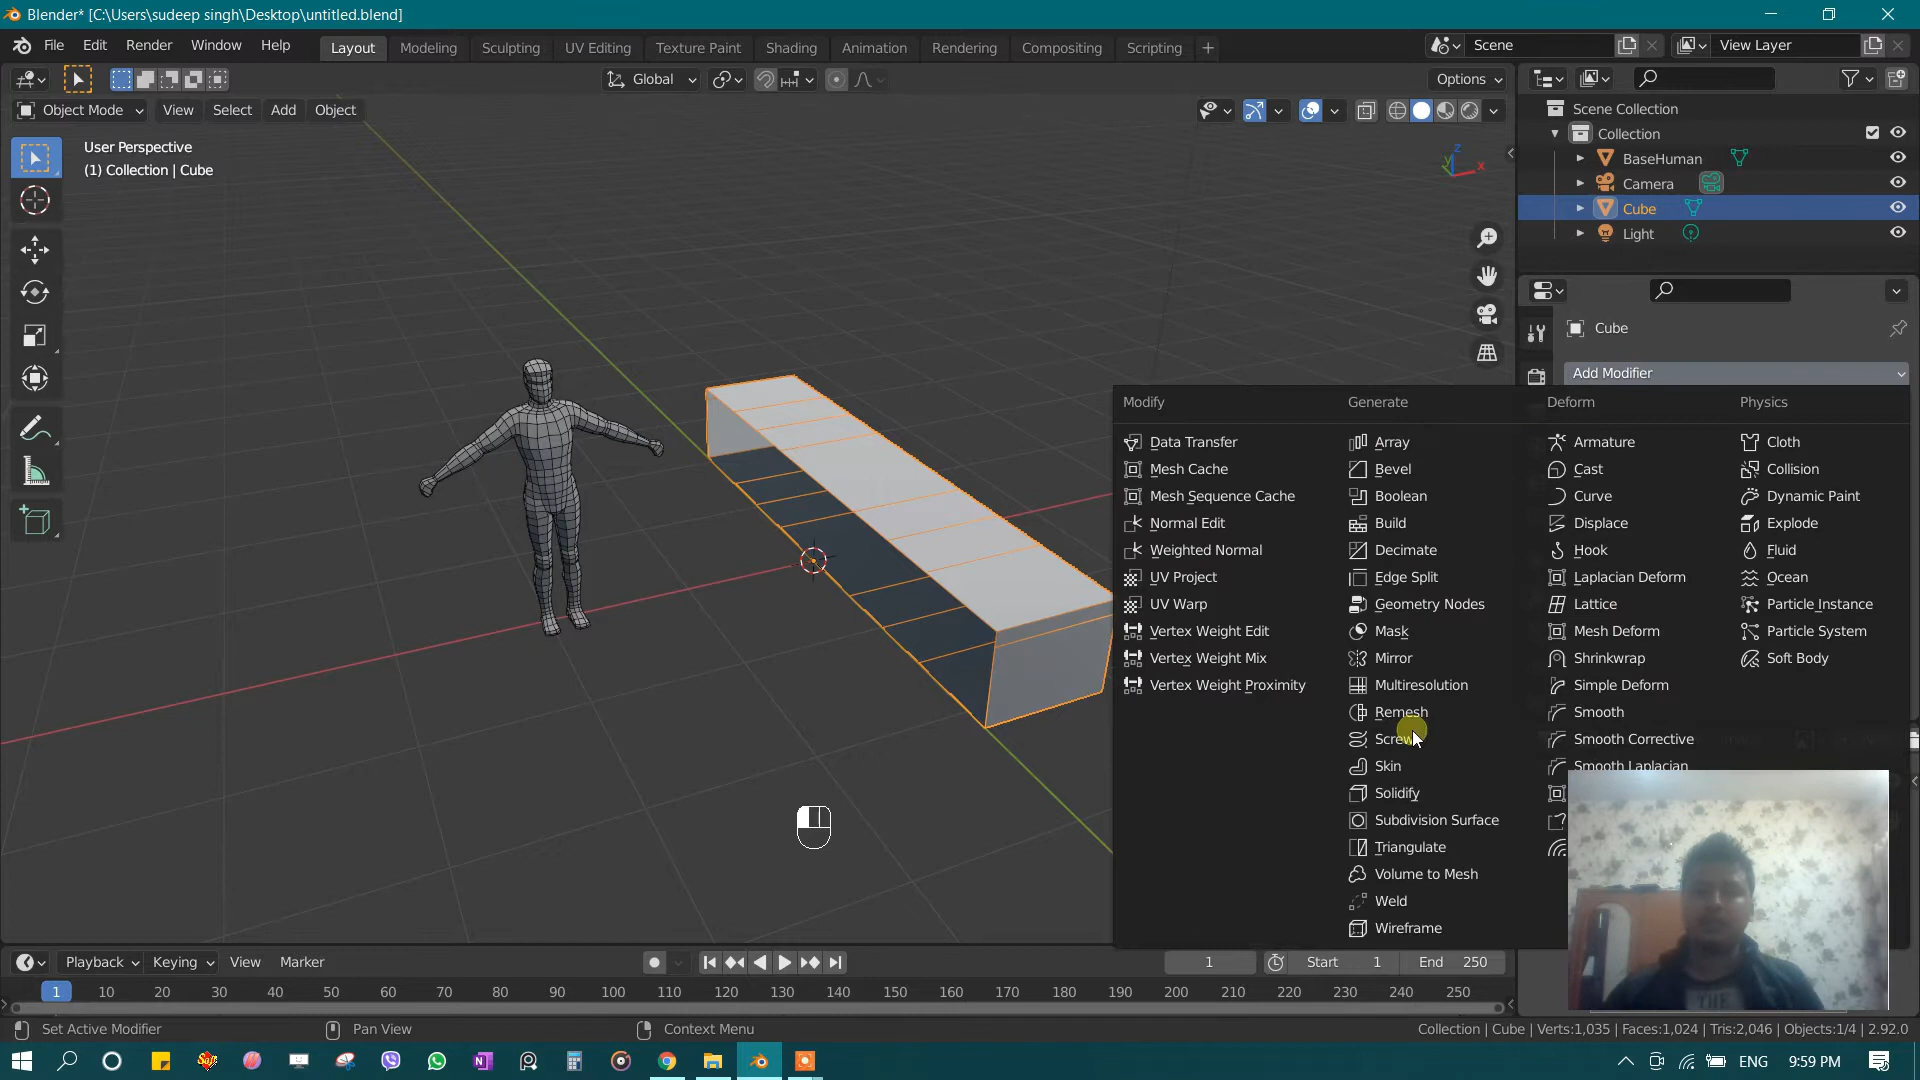 Blender* [C:\Users\sudeep singh\Desktop\untitled.blend]
File Edit Render Window Help
Layout Modeling Sculpting UV Editing Texture Paint Shading Animation Rendering Compositing Scripting +
Scene
View Layer
Global
Options
Object Mode View Select Add Object
User Perspective
(1) Collection | Cube
Z
Y
X
Scene Collection
Collection
BaseHuman
Camera
Cube
Light
Cube
Add Modifier
Modify
Data Transfer
Mesh Cache
Mesh Sequence Cache
Normal Edit
Weighted Normal
UV Project
UV Warp
Vertex Weight Edit
Vertex Weight Mix
Vertex Weight Proximity
Generate
Array
Bevel
Boolean
Build
Decimate
Edge Split
Geometry Nodes
Mask
Mirror
Multiresolution
Remesh
Screw
Skin
Solidify
Subdivision Surface
Triangulate
Volume to Mesh
Weld
Wireframe
Deform
Armature
Cast
Curve
Displace
Hook
Laplacian Deform
Lattice
Mesh Deform
Shrinkwrap
Simple Deform
Smooth
Smooth Corrective
Smooth Laplacian
Physics
Cloth
Collision
Dynamic Paint
Explode
Fluid
Ocean
Particle Instance
Particle System
Soft Body
THE
Playback Keying View Marker
1
Start 1
End 250
1 10 20 30 40 50 60 70 80 90 100 110 120 130 140 150 160 170 180 190 200 210 220 230 240 250
Set Active Modifier
Pan View
Context Menu
Collection | Cube | Verts:1,035 | Faces:1,024 | Tris:2,046 | Objects:1/4 | 2.92.0
ENG
9:59 PM